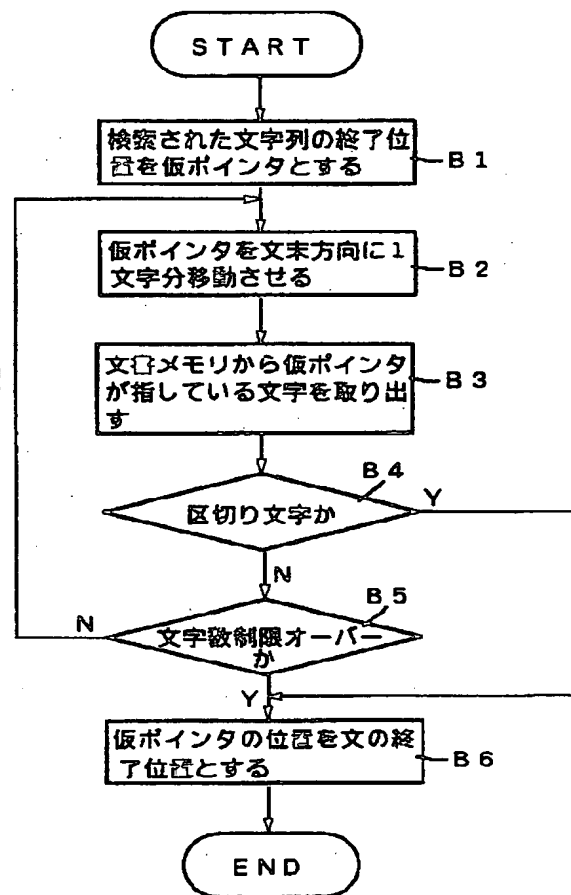 START
検索された文字列の終了位
置を仮ポインタとする
B1
仮ポインタを文末方向に1
文字分移動させる
B2
文書メモリから仮ポインタ
が指している文字を取り出
す
B3
B4
区切り文字か
Y
N
B5
N
文字数制限オーバー
か
Y
仮ポインタの位置を文の終
了位置とする
B6
END